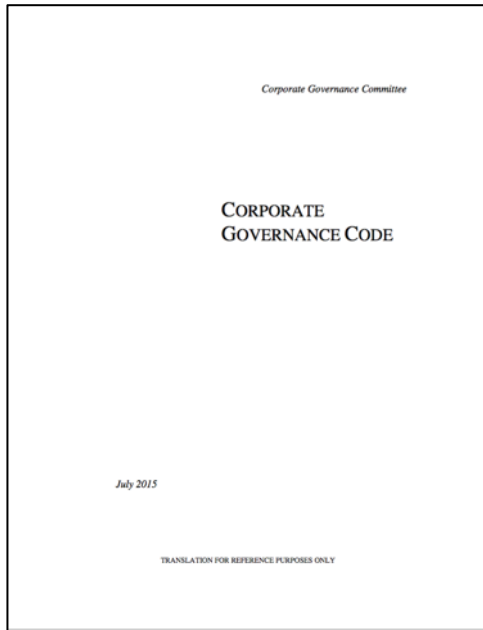 Corporate Governance Committee
CORPORATE
GOVERNANCE CODE
July 2015
TRANSLATION FOR REFERENCE PURPOSES ONLY